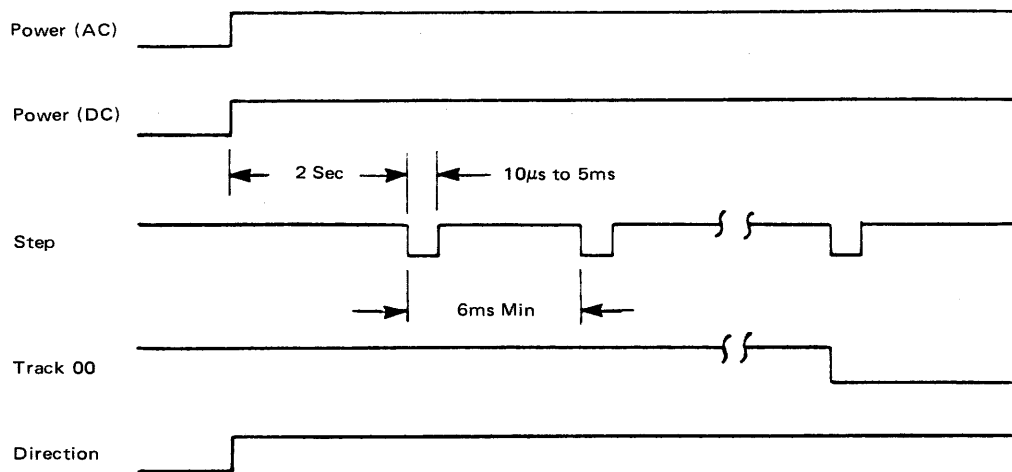 Power (AC)
Power (DC)
2 Sec
10μs to 5ms
Step
6ms Min
Track 00
Direction